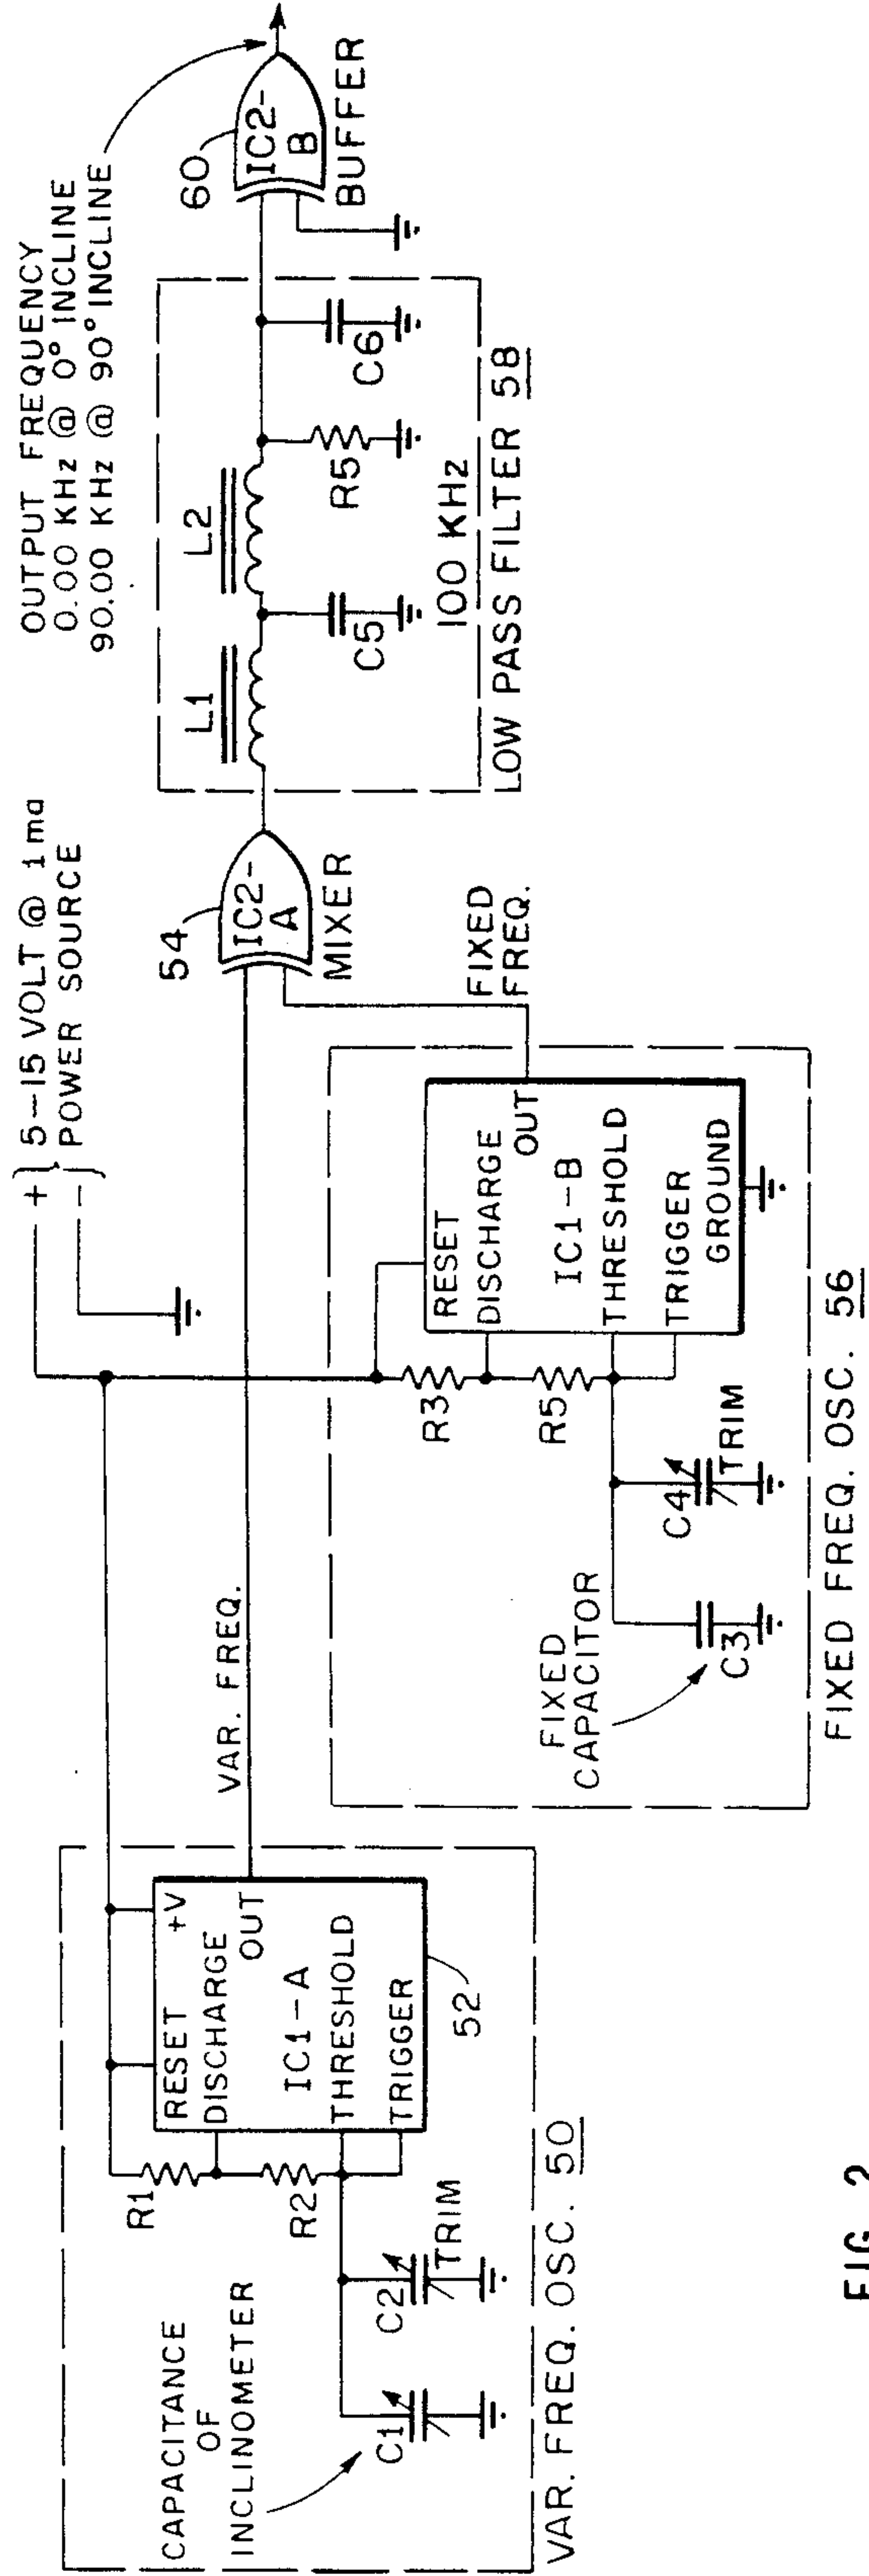 CAPACITANCE
OF
INCLINOMETER
C1
C2
TRIM
R1
R2
RESET
+V
DISCHARGE
OUT
IC1-A
THRESHOLD
TRIGGER
52
VAR. FREQ. OSC. 50
VAR. FREQ.
+
-
5-15 VOLT @ 1ma
POWER SOURCE
FIXED
CAPACITOR
C3
C4
TRIM
R3
R5
RESET
DISCHARGE
OUT
IC1-B
THRESHOLD
TRIGGER
GROUND
FIXED FREQ. OSC. 56
FIXED
FREQ.
54
IC2-
A
MIXER
L1
L2
C5
R5
C6
100 KHz
LOW PASS FILTER 58
OUTPUT FREQUENCY
0.00 KHz @ 0° INCLINE
90.00 KHz @ 90° INCLINE
60
IC2-
B
BUFFER
FIG. 2